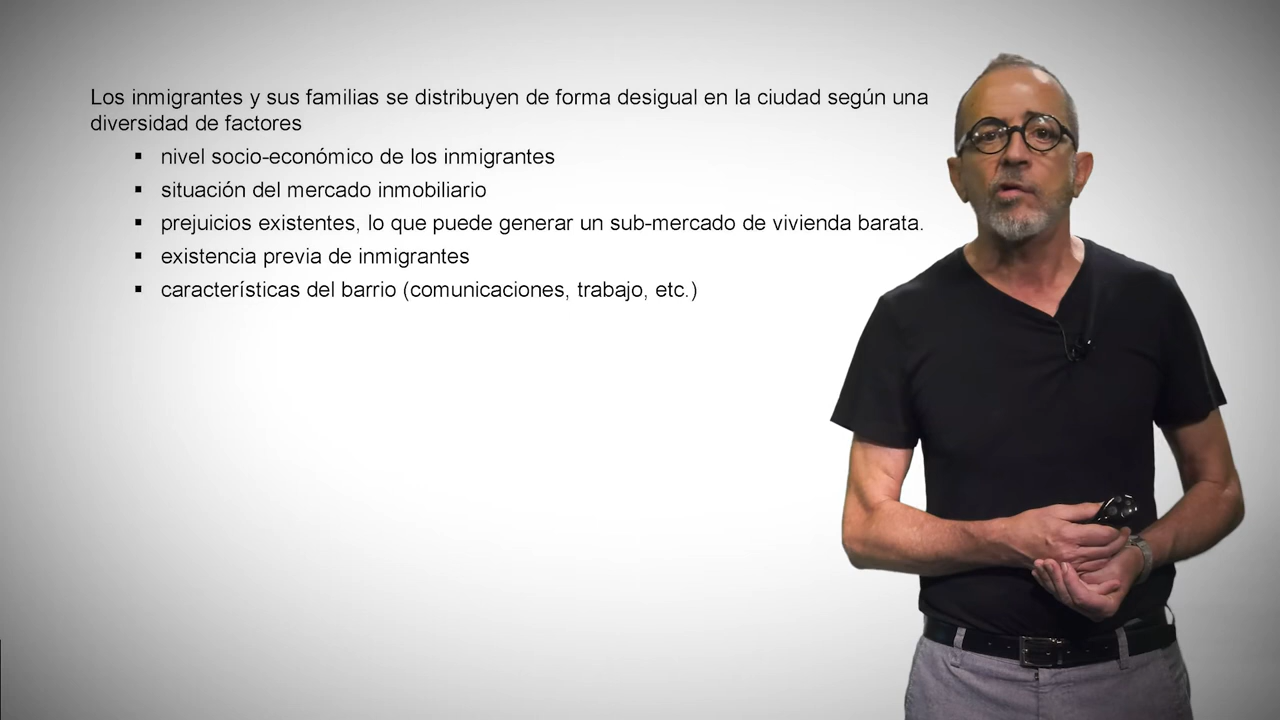 Los inmigrantes y sus familias se distribuyen de forma desigual en la ciudad según una
diversidad de factores
▪ nivel socio-económico de los inmigrantes
▪ situación del mercado inmobiliario
▪ prejuicios existentes, lo que puede generar un sub-mercado de vivienda barata.
▪ existencia previa de inmigrantes
▪ características del barrio (comunicaciones, trabajo, etc.)